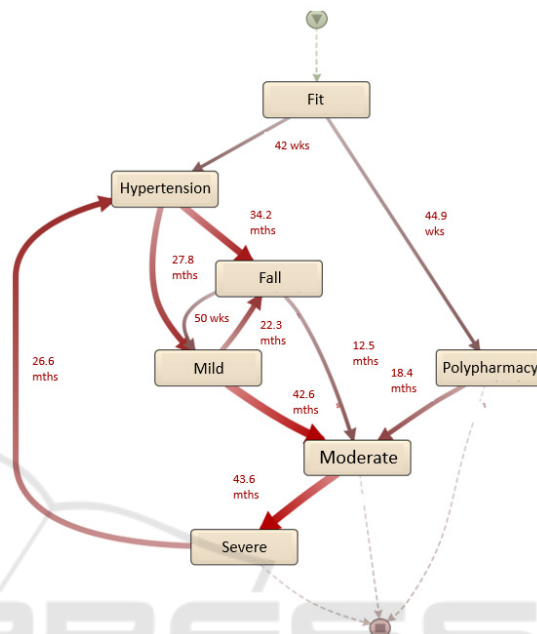 Fit
42 wks
Hypertension
34.2
mths
44.9
wks
27.8
mths
Fall
50 wks
22.3
mths
12.5
mths
26.6
mths
Mild
18.4
mths
Polypharmacy
42.6
mths
Moderate
43.6
mths
Severe